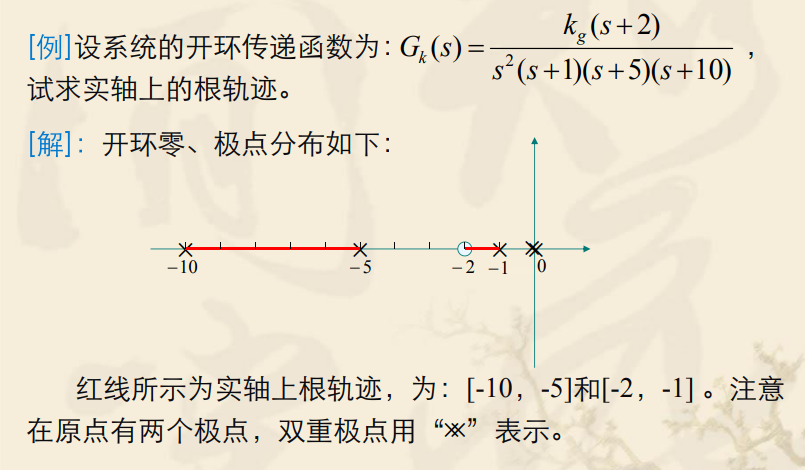 [例]设系统的开环传递函数为：G_k(s) = k_g(s+2) / s²(s+1)(s+5)(s+10)，
试求实轴上的根轨迹。
[解]：开环零、极点分布如下：
−10 −5 −2 −1 0
红线所示为实轴上根轨迹，为：[-10，-5]和[-2，-1] 。注意
在原点有两个极点，双重极点用“※”表示。